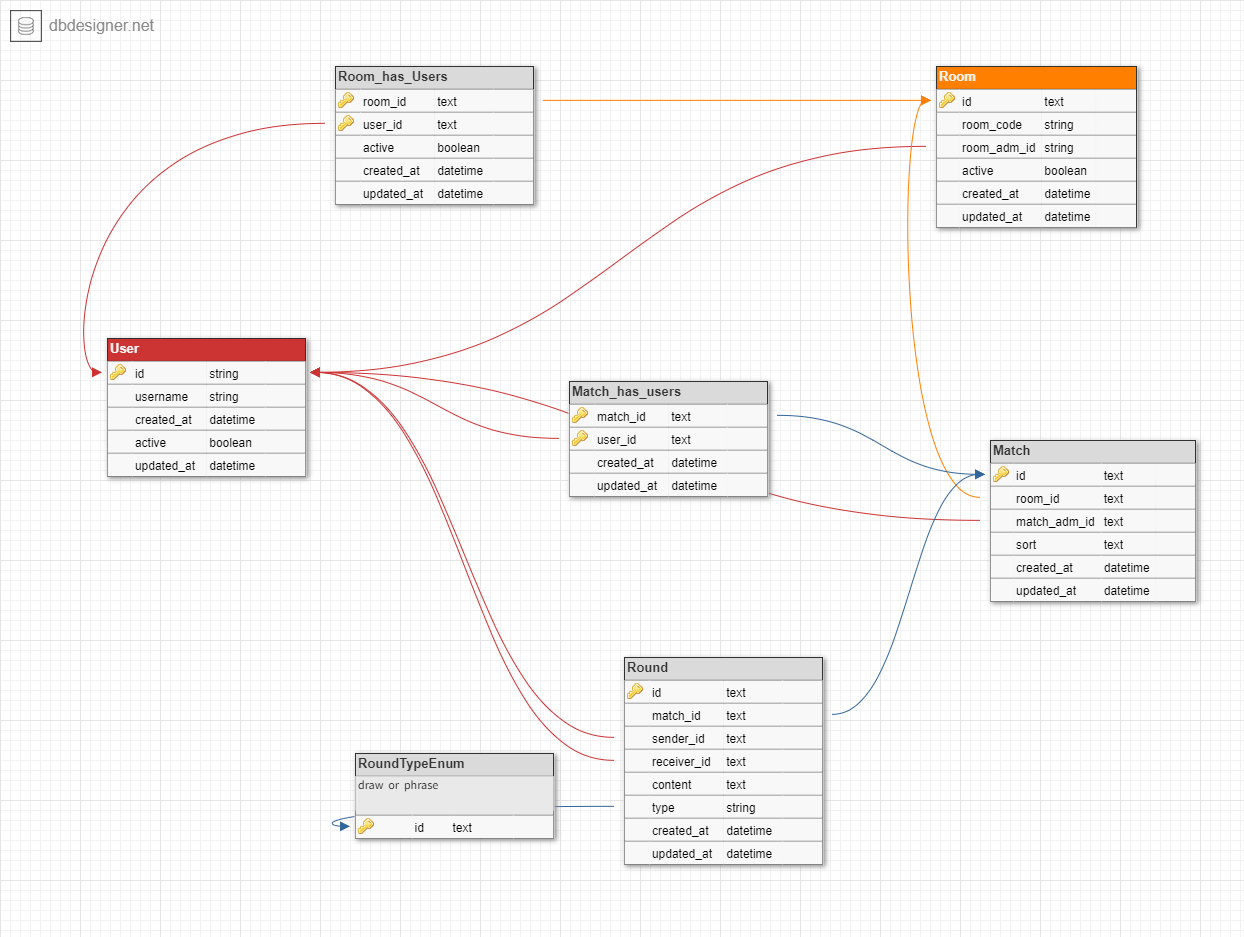 dbdesigner.net
Room_has_Users
room_id text
user_id text
active boolean
created_at datetime
updated_at datetime
Room
id text
room_code string
room_adm_id string
active boolean
created_at datetime
updated_at datetime
User
id string
username string
created_at datetime
active boolean
updated_at datetime
Match_has_users
match_id text
user_id text
created_at datetime
updated_at datetime
Match
id text
room_id text
match_adm_id text
sort text
created_at datetime
updated_at datetime
Round
id text
match_id text
sender_id text
receiver_id text
content text
type string
created_at datetime
updated_at datetime
RoundTypeEnum
draw or phrase
id text